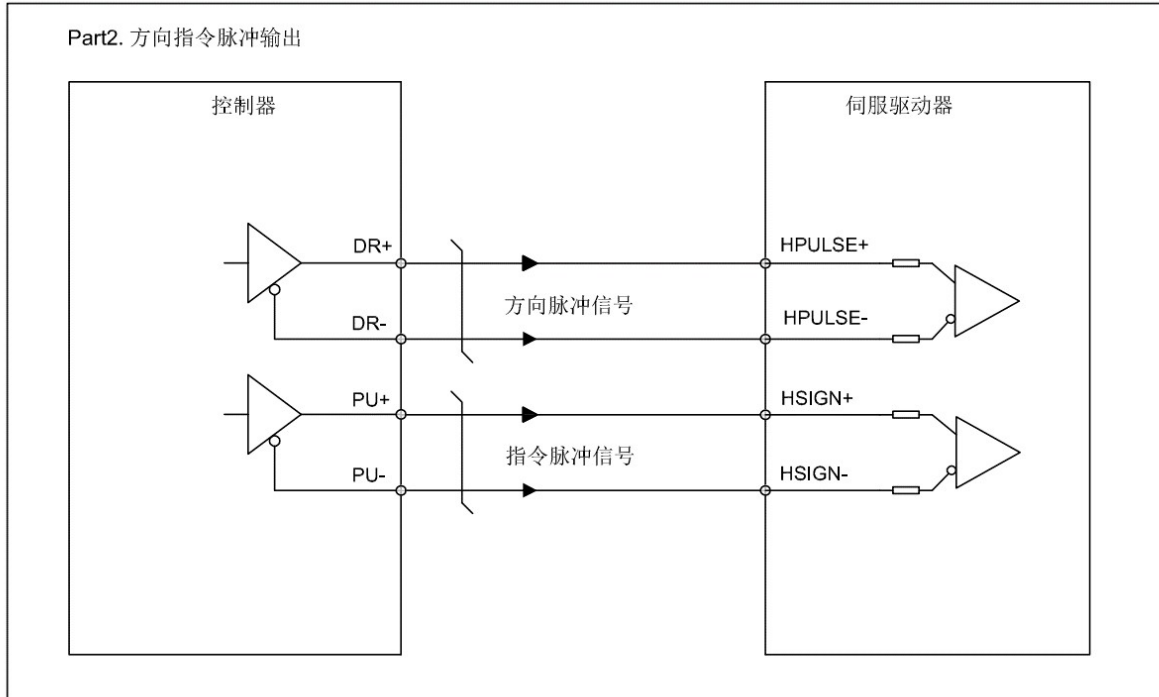 Part2. 方向指令脉冲输出
控制器
伺服驱动器
DR+
HPULSE+
方向脉冲信号
DR-
HPULSE-
PU+
HSIGN+
指令脉冲信号
PU-
HSIGN-